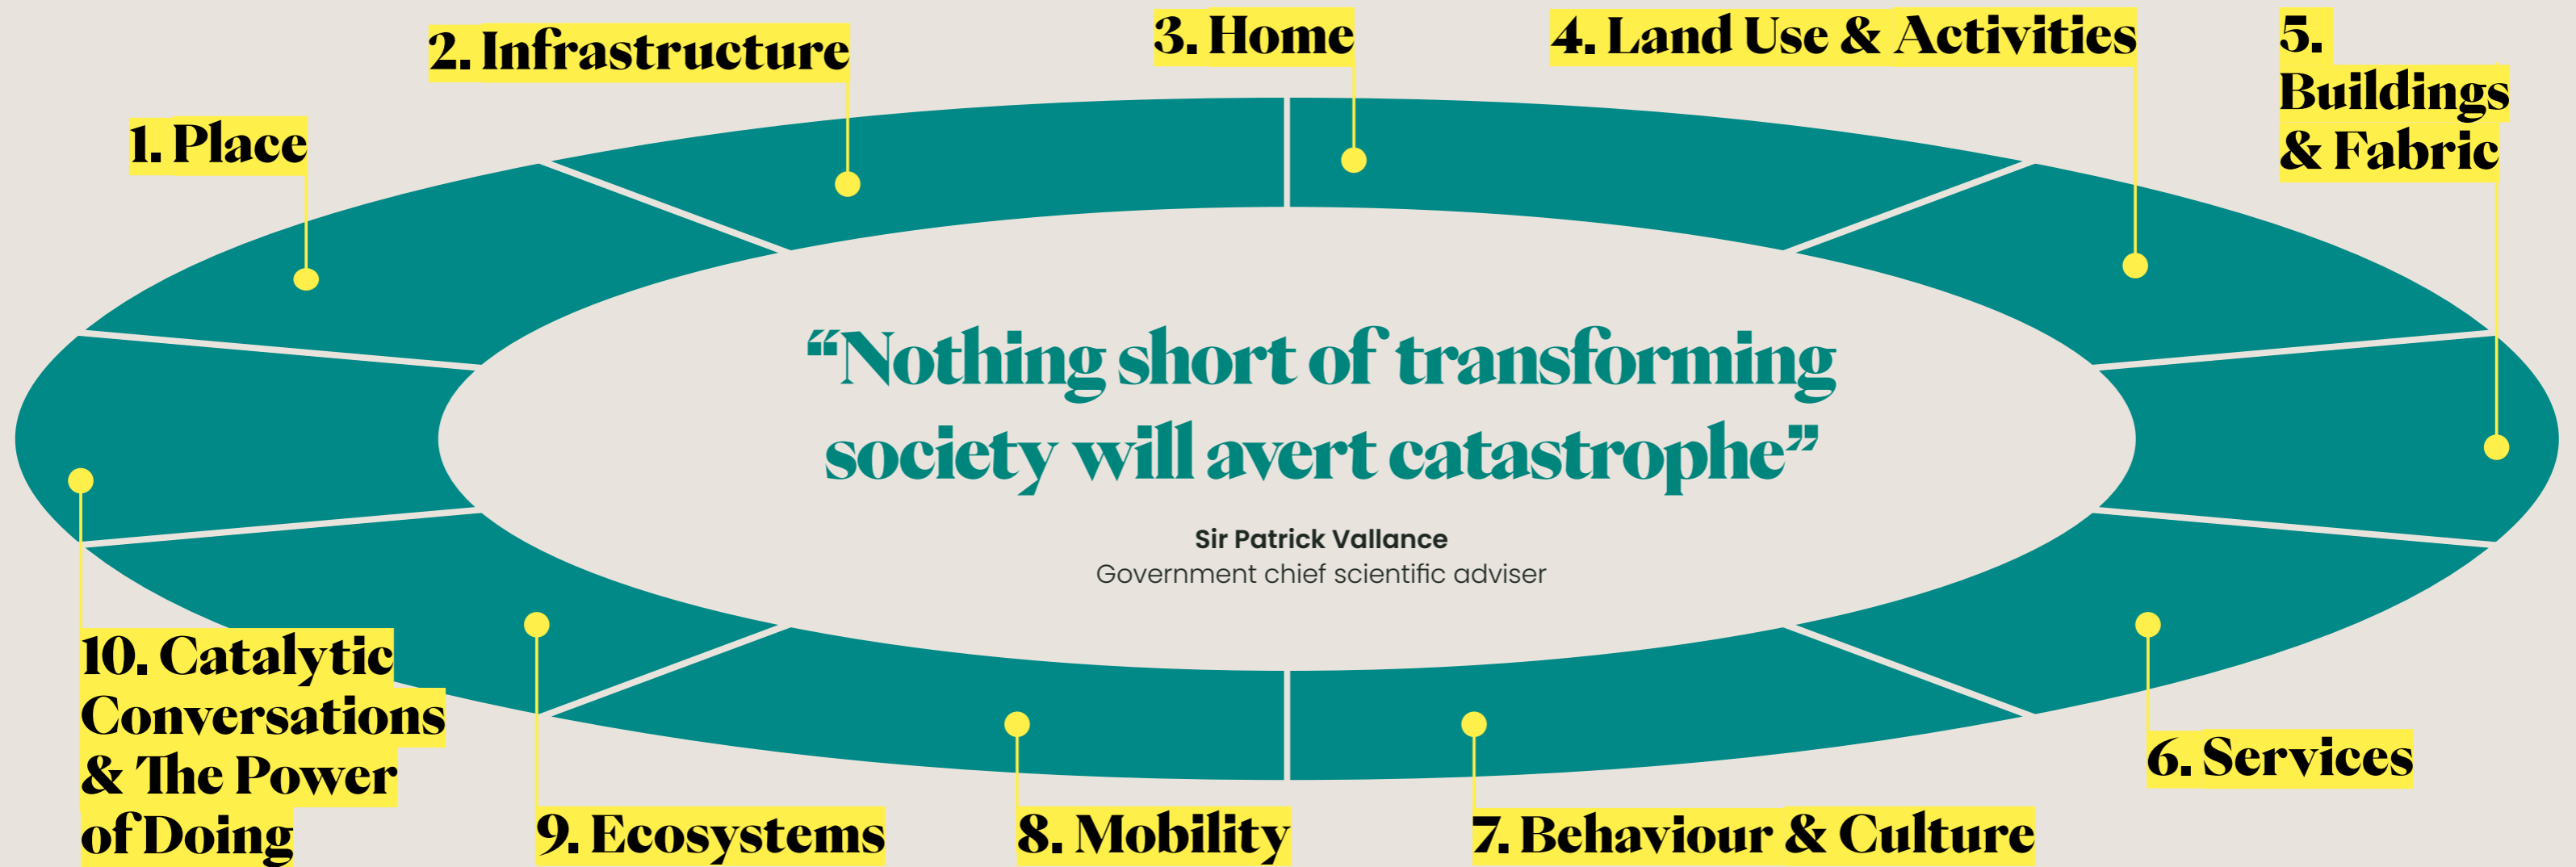 1. Place
2. Infrastructure
3. Home
4. Land Use & Activities
5.
Buildings
& Fabric
“Nothing short of transforming
society will avert catastrophe”
Sir Patrick Vallance
Government chief scientific adviser
6. Services
7. Behaviour & Culture
8. Mobility
9. Ecosystems
10. Catalytic
Conversations
& The Power
of Doing